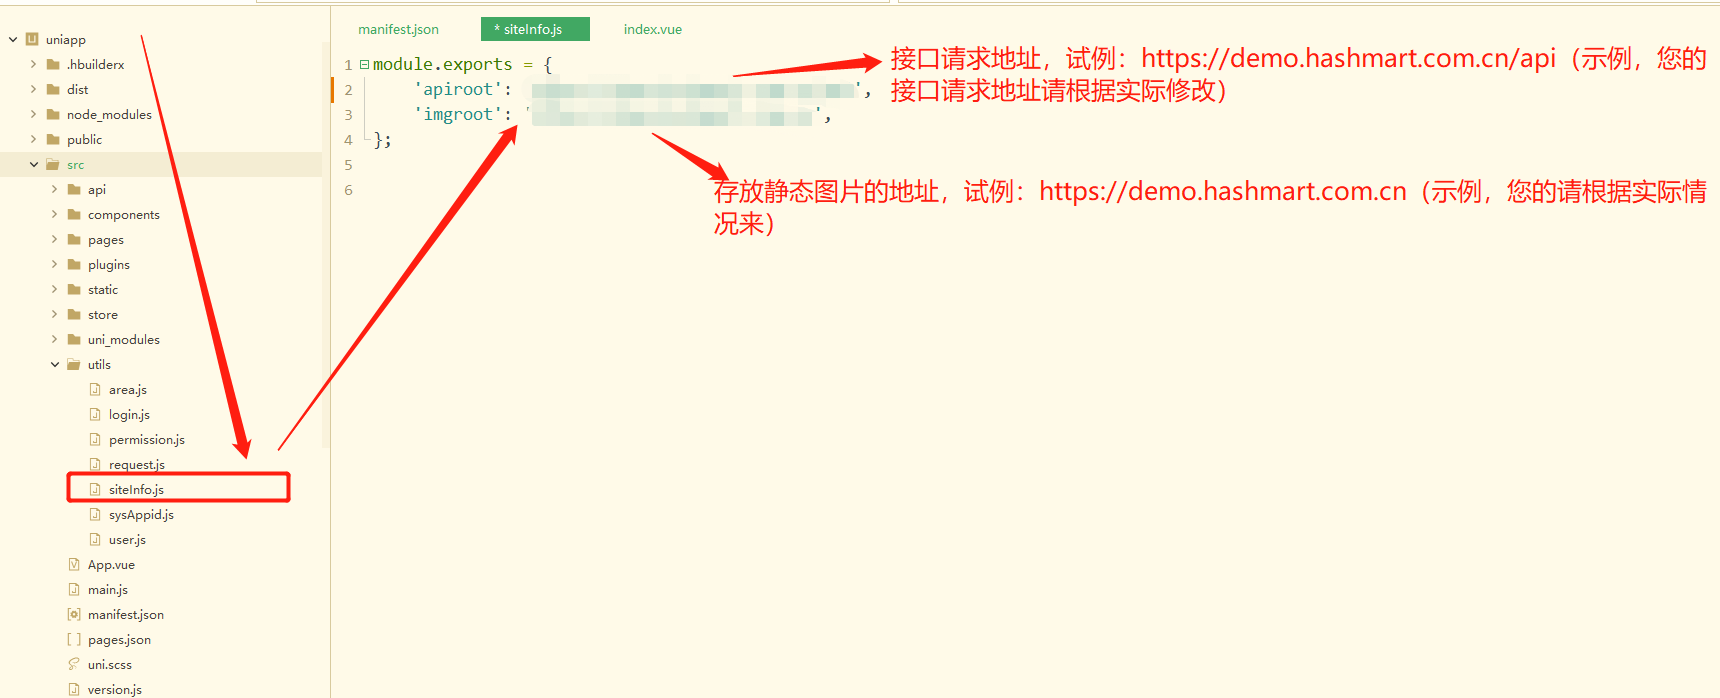 manifest.json
* siteInfo.js
index.vue
uniapp
.hbuilderx
dist
node_modules
public
src
api
components
pages
plugins
static
store
uni_modules
utils
area.js
login.js
permission.js
request.js
siteInfo.js
sysAppid.js
user.js
App.vue
main.js
manifest.json
pages.json
uni.scss
version.js
1 module.exports = {
2 'apiroot': ',
3 'imgroot': ' ',
4 };
5
6
接口请求地址，试例：https://demo.hashmart.com.cn/api（示例，您的
接口请求地址请根据实际修改）
存放静态图片的地址，试例：https://demo.hashmart.com.cn（示例，您的请根据实际情
况来）